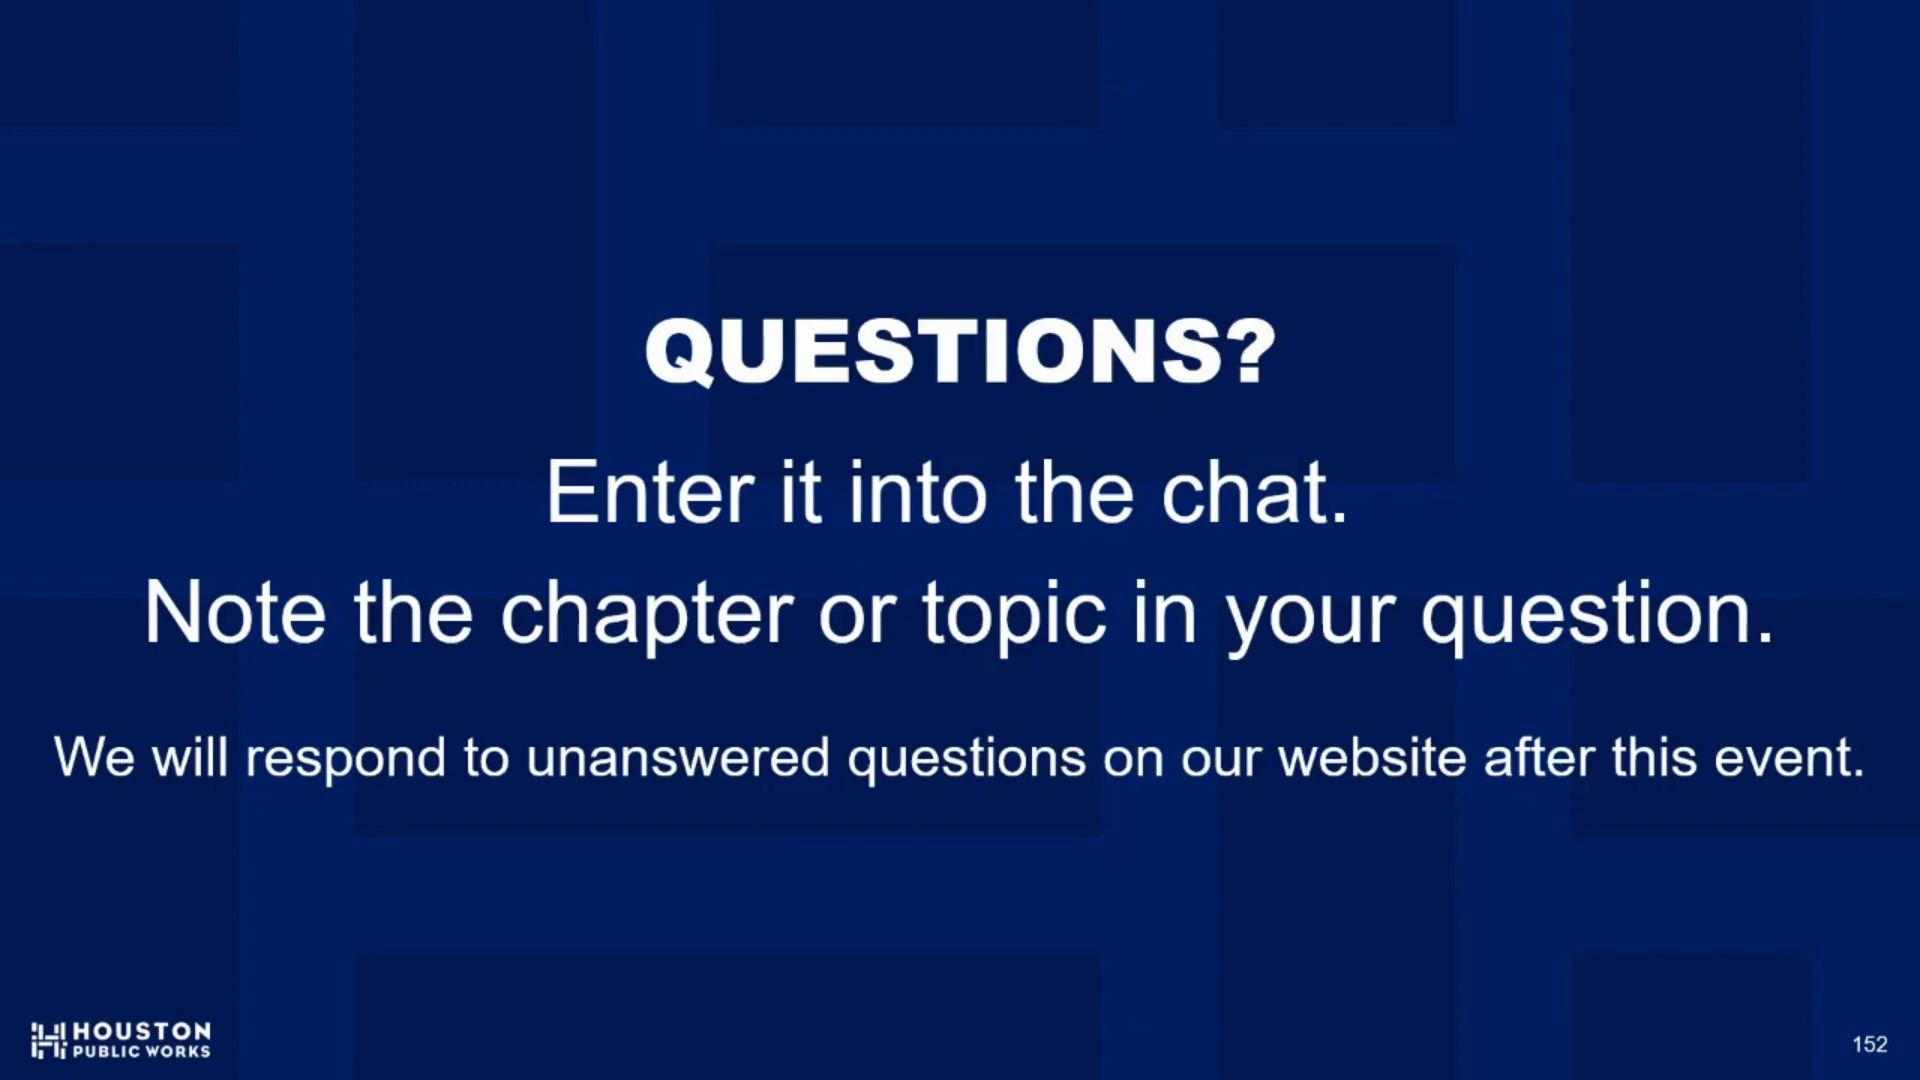 QUESTIONS?
Enter it into the chat.
Note the chapter or topic in your question.
We will respond to unanswered questions on our website after this event.
HOUSTON
PUBLIC WORKS
152